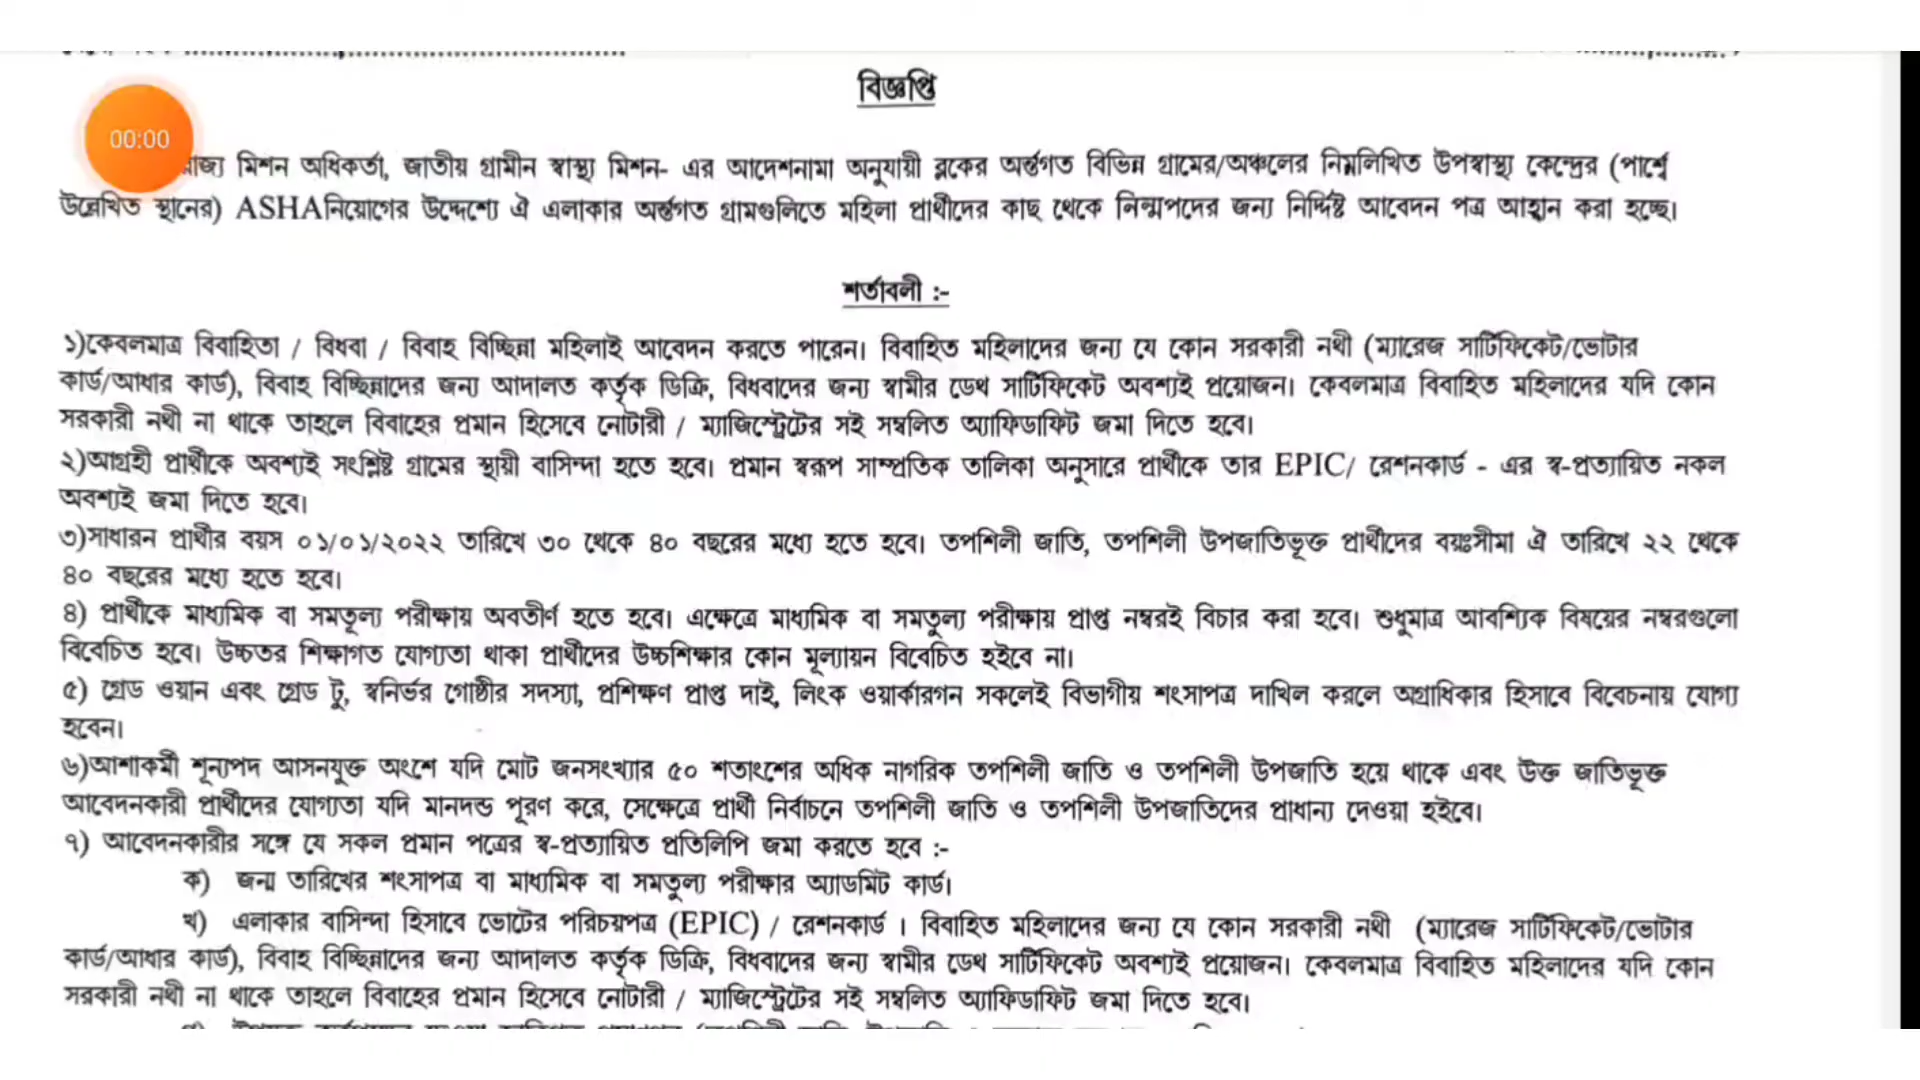 বিজ্ঞপ্তি
00:00
রাজ্য মিশন অধিকর্তা, জাতীয় গ্রামীন স্বাস্থ্য মিশন- এর আদেশনামা অনুযায়ী ব্লকের অর্ন্তগত বিভিন্ন গ্রামের/অঞ্চলের নিম্নলিখিত উপস্বাস্থ্য কেন্দ্রের (পার্শ্বে
উল্লেখিত স্থানের) ASHAনিয়োগের উদ্দেশ্যে ঐ এলাকার অর্ন্তগত গ্রামগুলিতে মহিলা প্রার্থীদের কাছ থেকে নিন্মপদের জন্য নির্দ্দিষ্ট আবেদন পত্র আহ্বান করা হচ্ছে।
শর্তাবলী :-
১)কেবলমাত্র বিবাহিতা / বিধবা / বিবাহ বিচ্ছিন্না মহিলাই আবেদন করতে পারেন। বিবাহিত মহিলাদের জন্য যে কোন সরকারী নথী (ম্যারেজ সার্টিফিকেট/ভোটার
কার্ড/আধার কার্ড), বিবাহ বিচ্ছিন্নাদের জন্য আদালত কর্তৃক ডিক্রি, বিধবাদের জন্য স্বামীর ডেথ সার্টিফিকেট অবশ্যই প্রয়োজন। কেবলমাত্র বিবাহিত মহিলাদের যদি কোন
সরকারী নথী না থাকে তাহলে বিবাহের প্রমান হিসেবে নোটারী / ম্যাজিস্ট্রেটের সই সম্বলিত অ্যাফিডাফিট জমা দিতে হবে।
২)আগ্রহী প্রার্থীকে অবশ্যই সংশ্লিষ্ট গ্রামের স্থায়ী বাসিন্দা হতে হবে। প্রমান স্বরূপ সাম্প্রতিক তালিকা অনুসারে প্রার্থীকে তার EPIC/ রেশনকার্ড - এর স্ব-প্রত্যায়িত নকল
অবশ্যই জমা দিতে হবে।
৩)সাধারন প্রার্থীর বয়স ০১/০১/২০২২ তারিখে ৩০ থেকে ৪০ বছরের মধ্যে হতে হবে। তপশিলী জাতি, তপশিলী উপজাতিভূক্ত প্রার্থীদের বয়ঃসীমা ঐ তারিখে ২২ থেকে
৪০ বছরের মধ্যে হতে হবে।
৪) প্রার্থীকে মাধ্যমিক বা সমতূল্য পরীক্ষায় অবতীর্ণ হতে হবে। এক্ষেত্রে মাধ্যমিক বা সমতুল্য পরীক্ষায় প্রাপ্ত নম্বরই বিচার করা হবে। শুধুমাত্র আবশ্যিক বিষয়ের নম্বরগুলো
বিবেচিত হবে। উচ্চতর শিক্ষাগত যোগ্যতা থাকা প্রার্থীদের উচ্চশিক্ষার কোন মূল্যায়ন বিবেচিত হইবে না।
৫) গ্রেড ওয়ান এবং গ্রেড টু, স্বনির্ভর গোষ্ঠীর সদস্যা, প্রশিক্ষণ প্রাপ্ত দাই, লিংক ওয়ার্কারগন সকলেই বিভাগীয় শংসাপত্র দাখিল করলে অগ্রাধিকার হিসাবে বিবেচনায় যোগ্য
হবেন।
৬)আশাকর্মী শূন্যপদ আসনযুক্ত অংশে যদি মোট জনসংখ্যার ৫০ শতাংশের অধিক নাগরিক তপশিলী জাতি ও তপশিলী উপজাতি হয়ে থাকে এবং উক্ত জাতিভূক্ত
আবেদনকারী প্রার্থীদের যোগ্যতা যদি মানদন্ড পূরণ করে, সেক্ষেত্রে প্রার্থী নির্বাচনে তপশিলী জাতি ও তপশিলী উপজাতিদের প্রাধান্য দেওয়া হইবে।
৭) আবেদনকারীর সঙ্গে যে সকল প্রমান পত্রের স্ব-প্রত্যায়িত প্রতিলিপি জমা করতে হবে :-
ক) জন্ম তারিখের শংসাপত্র বা মাধ্যমিক বা সমতুল্য পরীক্ষার অ্যাডমিট কার্ড।
খ) এলাকার বাসিন্দা হিসাবে ভোটের পরিচয়পত্র (EPIC) / রেশনকার্ড । বিবাহিত মহিলাদের জন্য যে কোন সরকারী নথী (ম্যারেজ সার্টিফিকেট/ভোটার
কার্ড/আধার কার্ড), বিবাহ বিচ্ছিন্নাদের জন্য আদালত কর্তৃক ডিক্রি, বিধবাদের জন্য স্বামীর ডেথ সার্টিফিকেট অবশ্যই প্রয়োজন। কেবলমাত্র বিবাহিত মহিলাদের যদি কোন
সরকারী নথী না থাকে তাহলে বিবাহের প্রমান হিসেবে নোটারী / ম্যাজিস্ট্রেটের সই সম্বলিত অ্যাফিডাফিট জমা দিতে হবে।